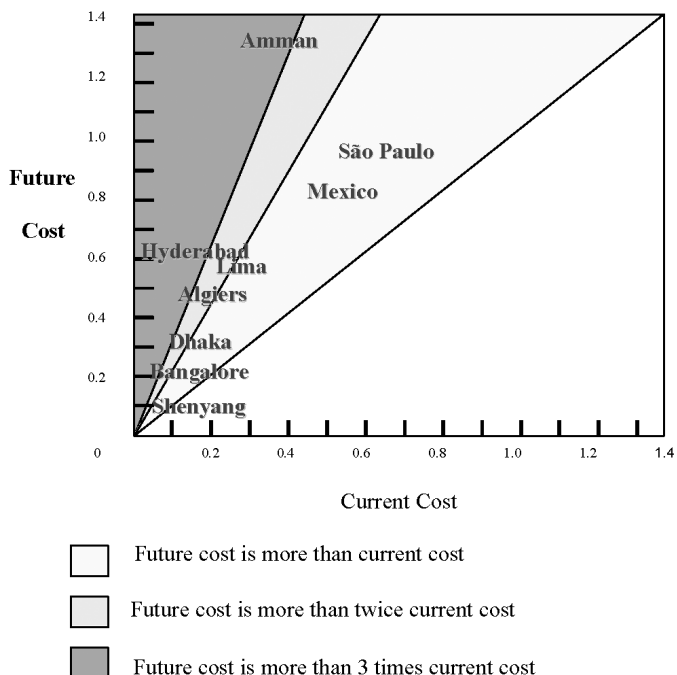 1.4
Amman
1.2
1.0
São Paulo
Future
Mexico
0.8
Cost
Hyderabad
0.6
Lima
Algiers
0.4
Dhaka
0.2
Bangalore
Shenyang
0 0.2 0.4 0.6 0.8 1.0 1.2 1.4
Current Cost
Future cost is more than current cost
Future cost is more than twice current cost
Future cost is more than 3 times current cost